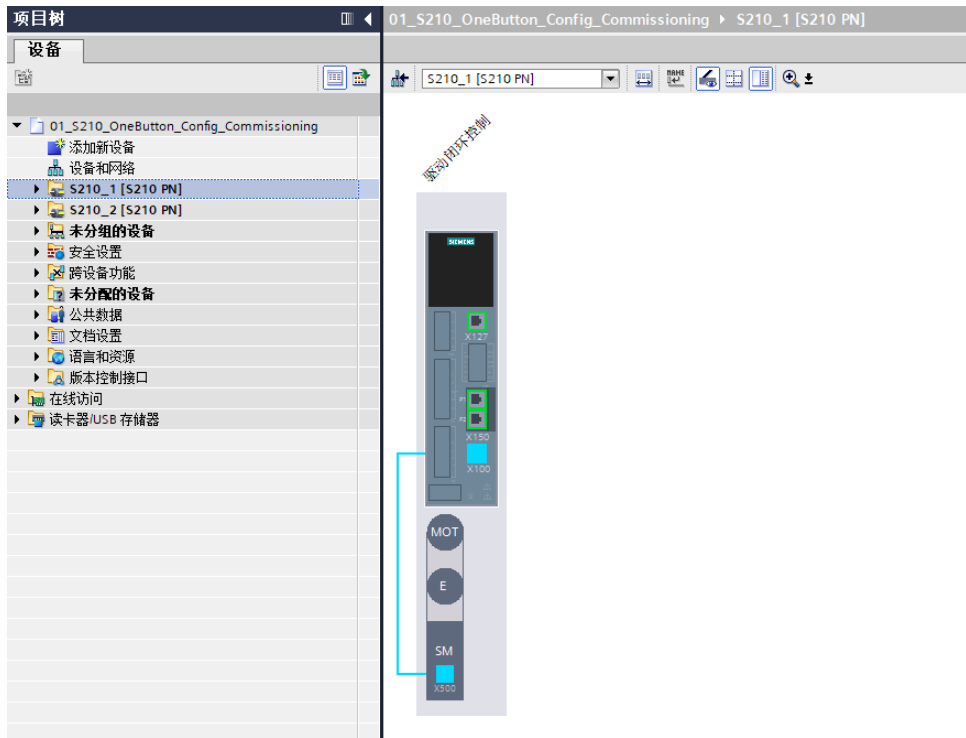 项目树
01_S210_OneButton_Config_Commissioning ▸ S210_1 [S210 PN]
设备
S210_1 [S210 PN]
NAME
01_S210_OneButton_Config_Commissioning
添加新设备
设备和网络
S210_1 [S210 PN]
S210_2 [S210 PN]
未分组的设备
安全设置
跨设备功能
未分配的设备
公共数据
文档设置
语言和资源
版本控制接口
在线访问
读卡器/USB 存储器
驱动闭环控制
SIEMENS
X127
P1
P2
X150
X100
MOT
E
SM
X500